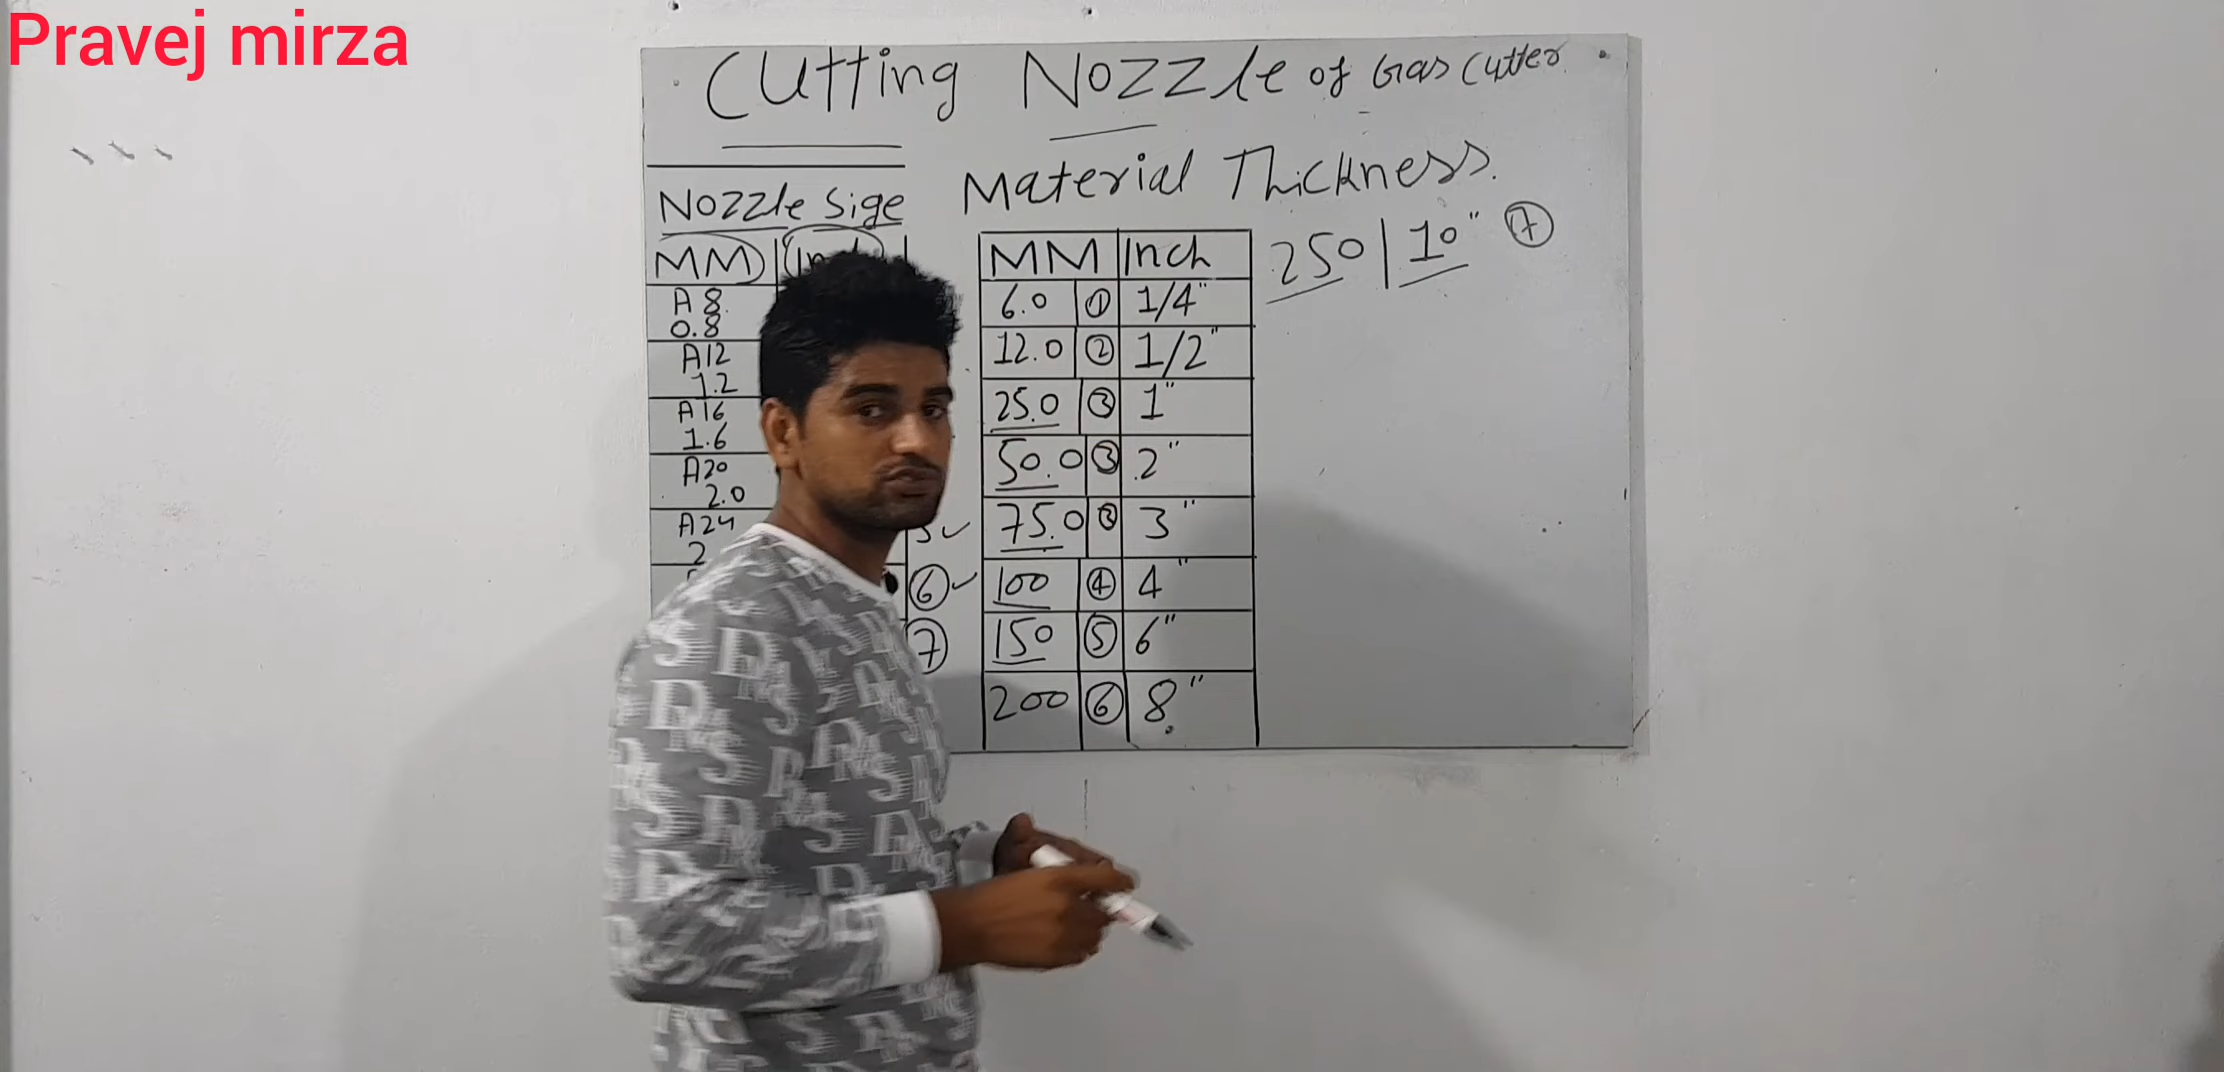 Pravej mirza
Cutting Nozzle of Gas Cutter
Material Thickness.
Nozzle Sige
MM
A 8
0.8
A12
1.2
A16
1.6
A20
2.0
A24
2
6
7
MM Inch
6.0 1 1/4"
12.0 2 1/2"
25.0 3 1"
50.0 3 2"
75.0 3 3"
100 4 4"
150 5 6"
200 6 8"
250 | 10" 7